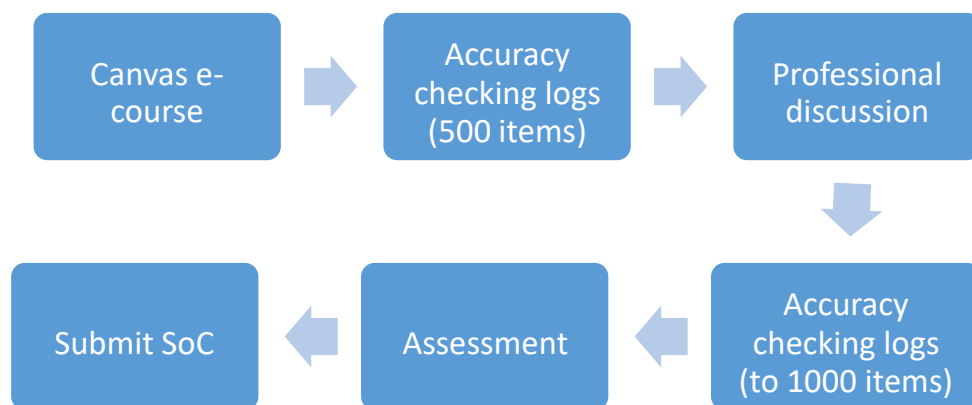 Canvas e-
course
Accuracy
checking logs
(500 items)
Professional
discussion
Accuracy
checking logs
(to 1000 items)
Assessment
Submit SoC